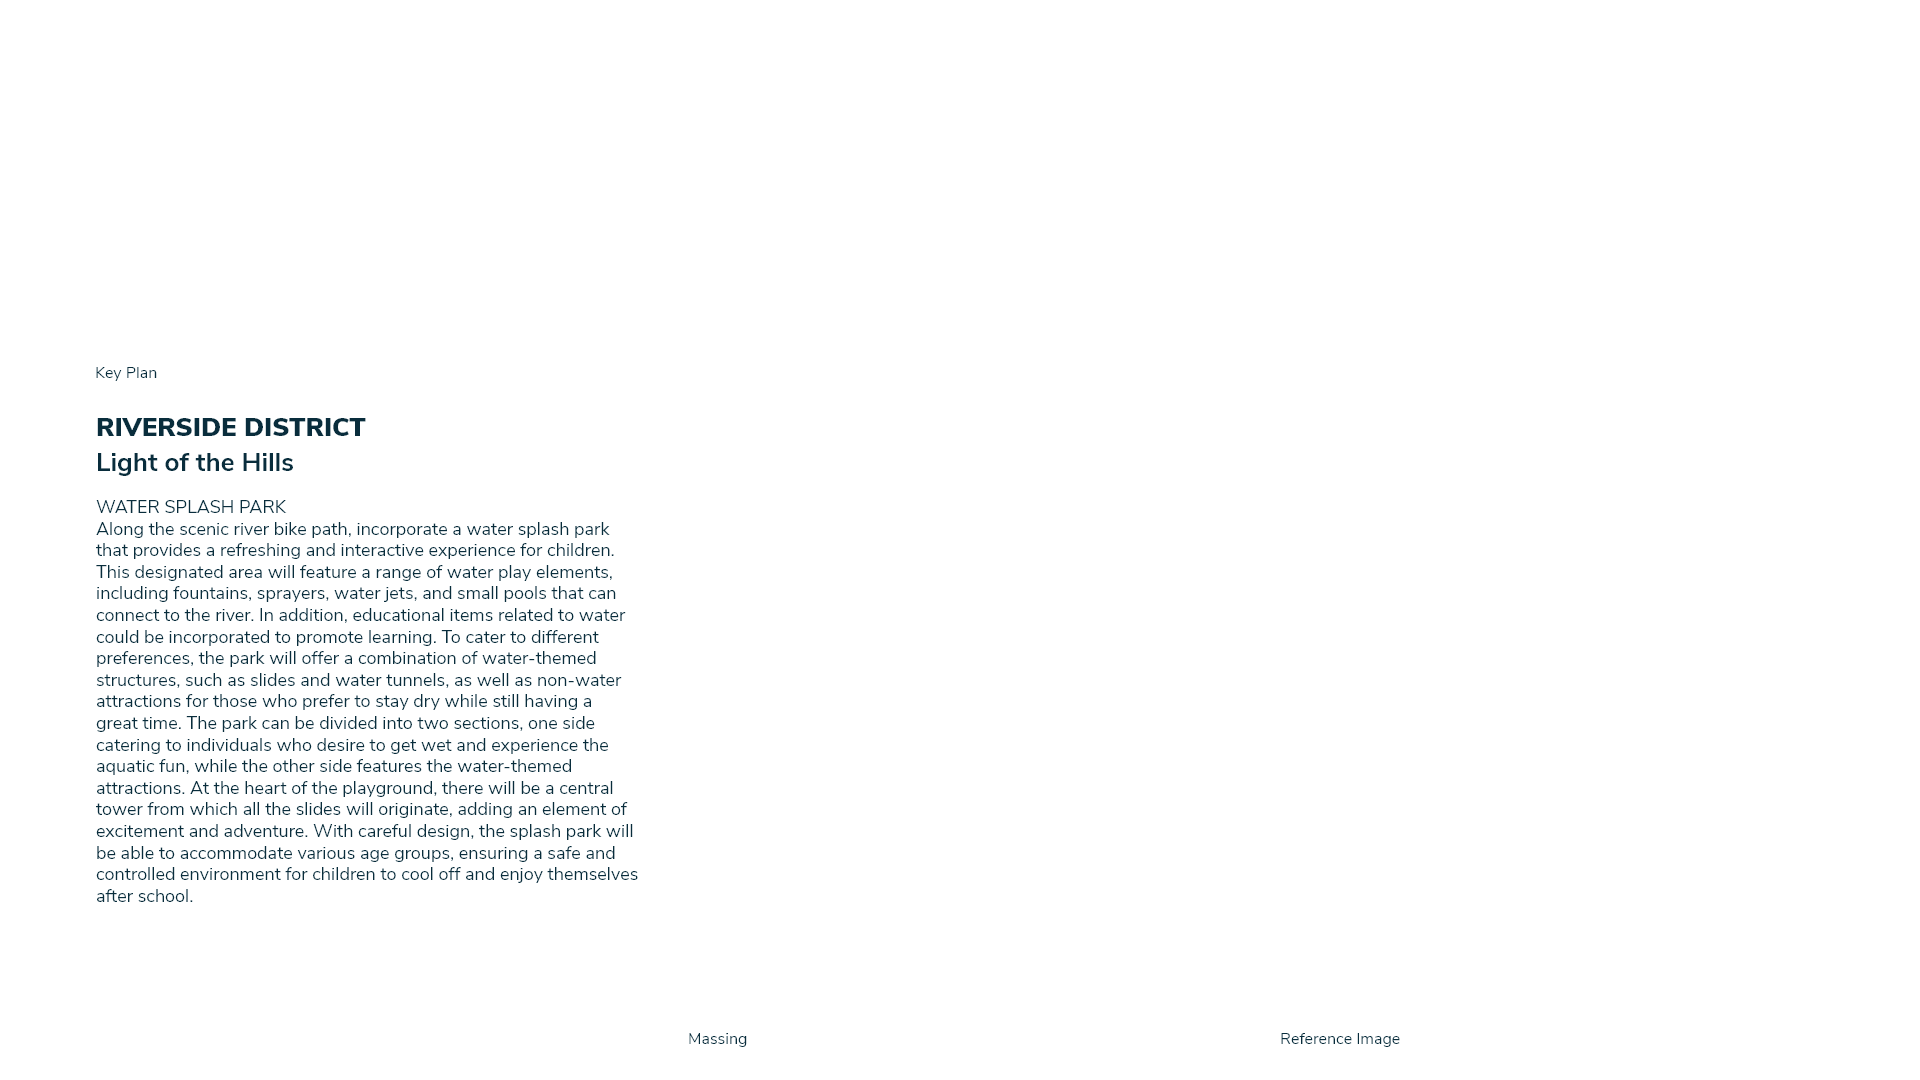 Key Plan
RIVERSIDE DISTRICT
Light of the Hills
WATER SPLASH PARK
Along the scenic river bike path, incorporate a water splash park
that provides a refreshing and interactive experience for children.
This designated area will feature a range of water play elements,
including fountains, sprayers, water jets, and small pools that can
connect to the river. In addition, educational items related to water
could be incorporated to promote learning. To cater to different
preferences, the park will offer a combination of water-themed
structures, such as slides and water tunnels, as well as non-water
attractions for those who prefer to stay dry while still having a
great time. The park can be divided into two sections, one side
catering to individuals who desire to get wet and experience the
aquatic fun, while the other side features the water-themed
attractions. At the heart of the playground, there will be a central
tower from which all the slides will originate, adding an element of
excitement and adventure. With careful design, the splash park will
be able to accommodate various age groups, ensuring a safe and
controlled environment for children to cool off and enjoy themselves
after school.
Massing
Reference Image